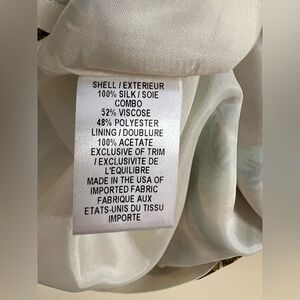 SHELL / EXTERIEUR
100% SILK / SOIE
COMBO
52% VISCOSE
48% POLYESTER
LINING / DOUBLURE
100% ACETATE
EXCLUSIVE OF TRIM
/ EXCLUSIVITE DE
L'EQUILIBRE
MADE IN THE USA OF
IMPORTED FABRIC
FABRIQUE AUX
ETATS-UNIS DU TISSU
IMPORTE